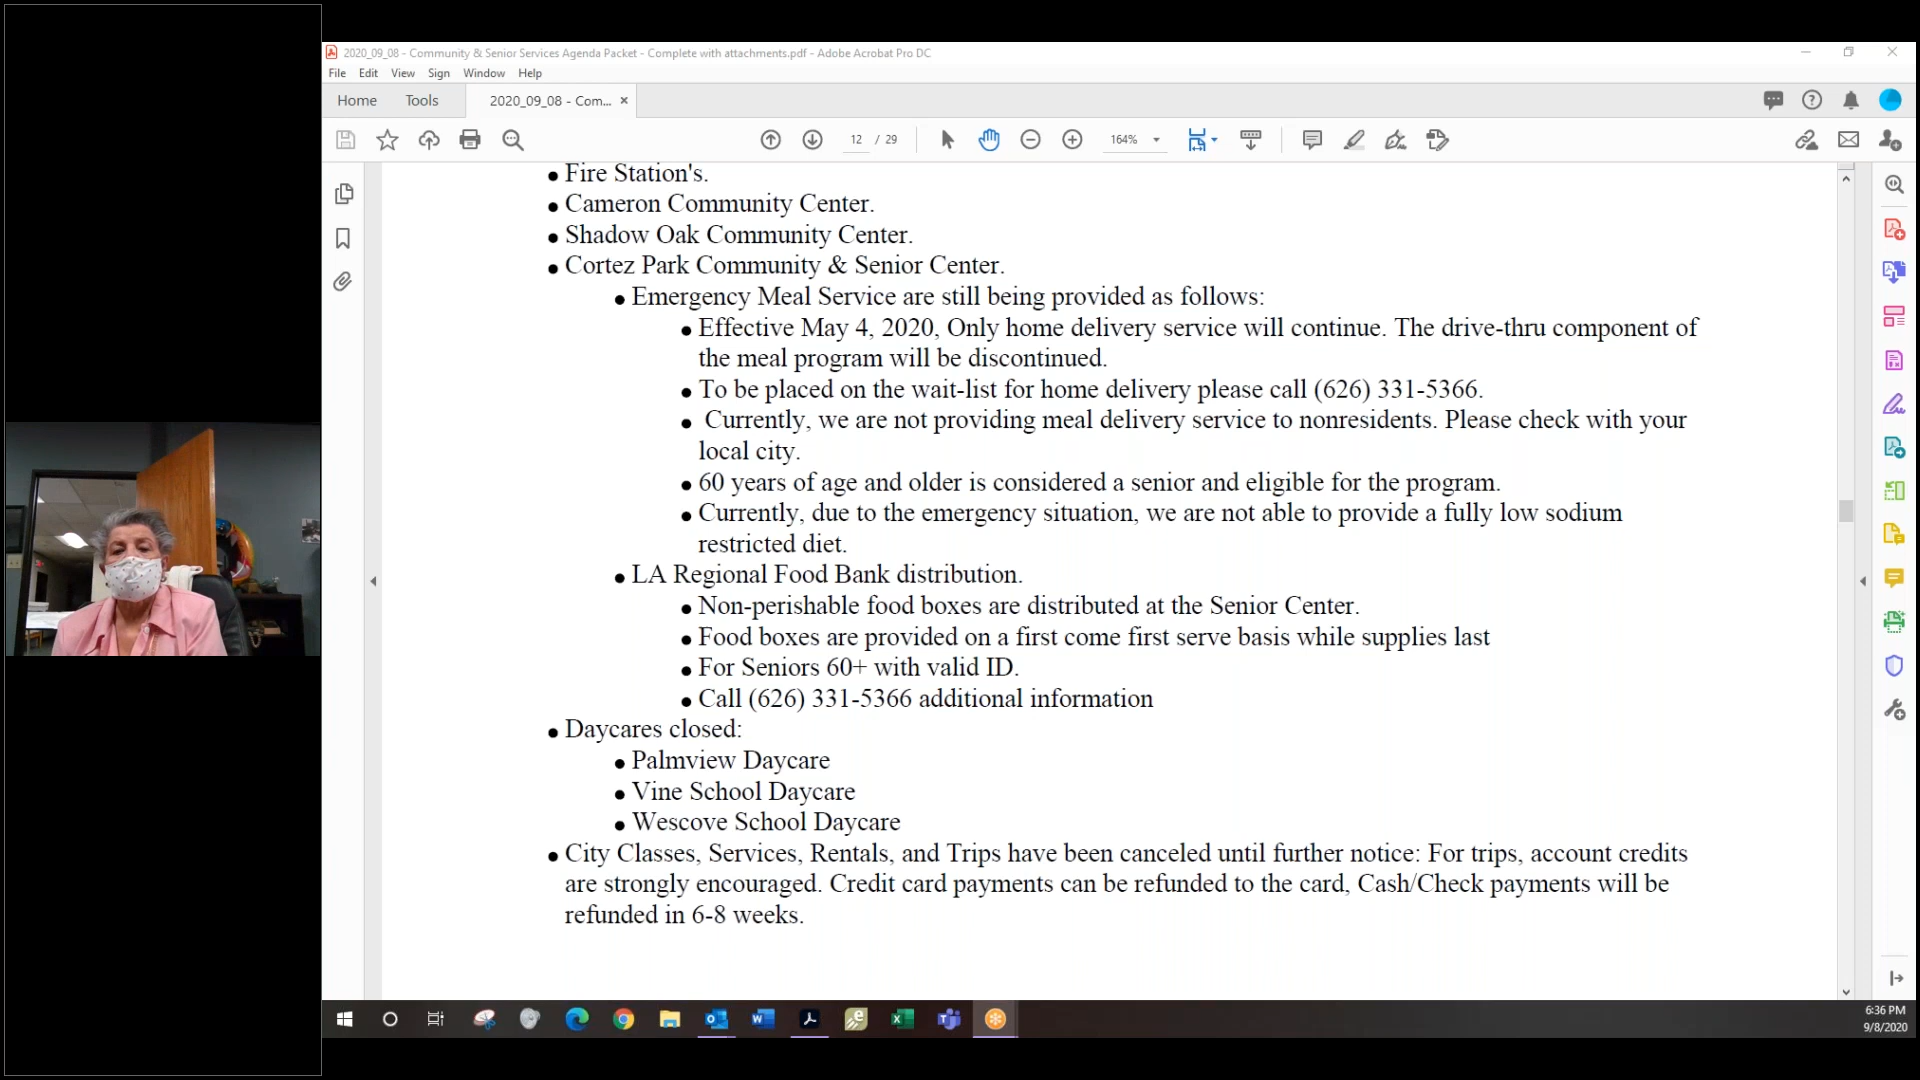 2020_09_08 - Community & Senior Services Agenda Packet - Complete with attachments.pdf - Adobe Acrobat Pro DC
File Edit View Sign Window Help
Home Tools 2020_09_08 - Com... ×
12 / 29 164%
• Fire Station's.
• Cameron Community Center.
• Shadow Oak Community Center.
• Cortez Park Community & Senior Center.
• Emergency Meal Service are still being provided as follows:
• Effective May 4, 2020, Only home delivery service will continue. The drive-thru component of
the meal program will be discontinued.
• To be placed on the wait-list for home delivery please call (626) 331-5366.
• Currently, we are not providing meal delivery service to nonresidents. Please check with your
local city.
• 60 years of age and older is considered a senior and eligible for the program.
• Currently, due to the emergency situation, we are not able to provide a fully low sodium
restricted diet.
• LA Regional Food Bank distribution.
• Non-perishable food boxes are distributed at the Senior Center.
• Food boxes are provided on a first come first serve basis while supplies last
• For Seniors 60+ with valid ID.
• Call (626) 331-5366 additional information
• Daycares closed:
• Palmview Daycare
• Vine School Daycare
• Wescove School Daycare
• City Classes, Services, Rentals, and Trips have been canceled until further notice: For trips, account credits
are strongly encouraged. Credit card payments can be refunded to the card, Cash/Check payments will be
refunded in 6-8 weeks.
6:36 PM
9/8/2020